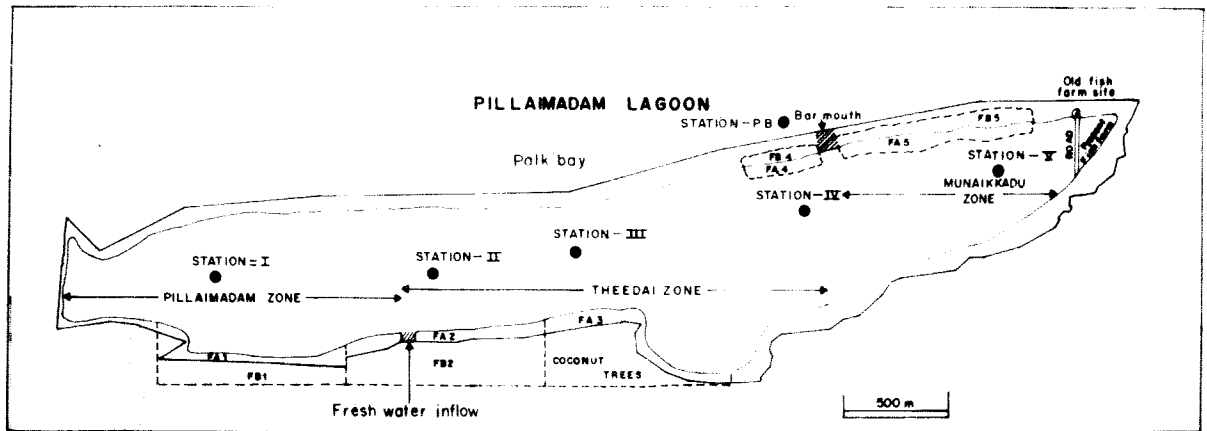 Old fish
farm site
PILLAIMADAM LAGOON
Bar mouth
STATION-PB
FB 5
FA 5
Palk bay
FB 4
FA 4
ROAD
STATION-V
MUNAIKKADU
ZONE
STATION-IV
STATION-III
STATION-II
STATION-I
THEEDAI ZONE
PILLAIMADAM ZONE
FA 3
FA 2
FA 1
FB 2
FB 1
COCONUT
TREES
500 m
Fresh water inflow